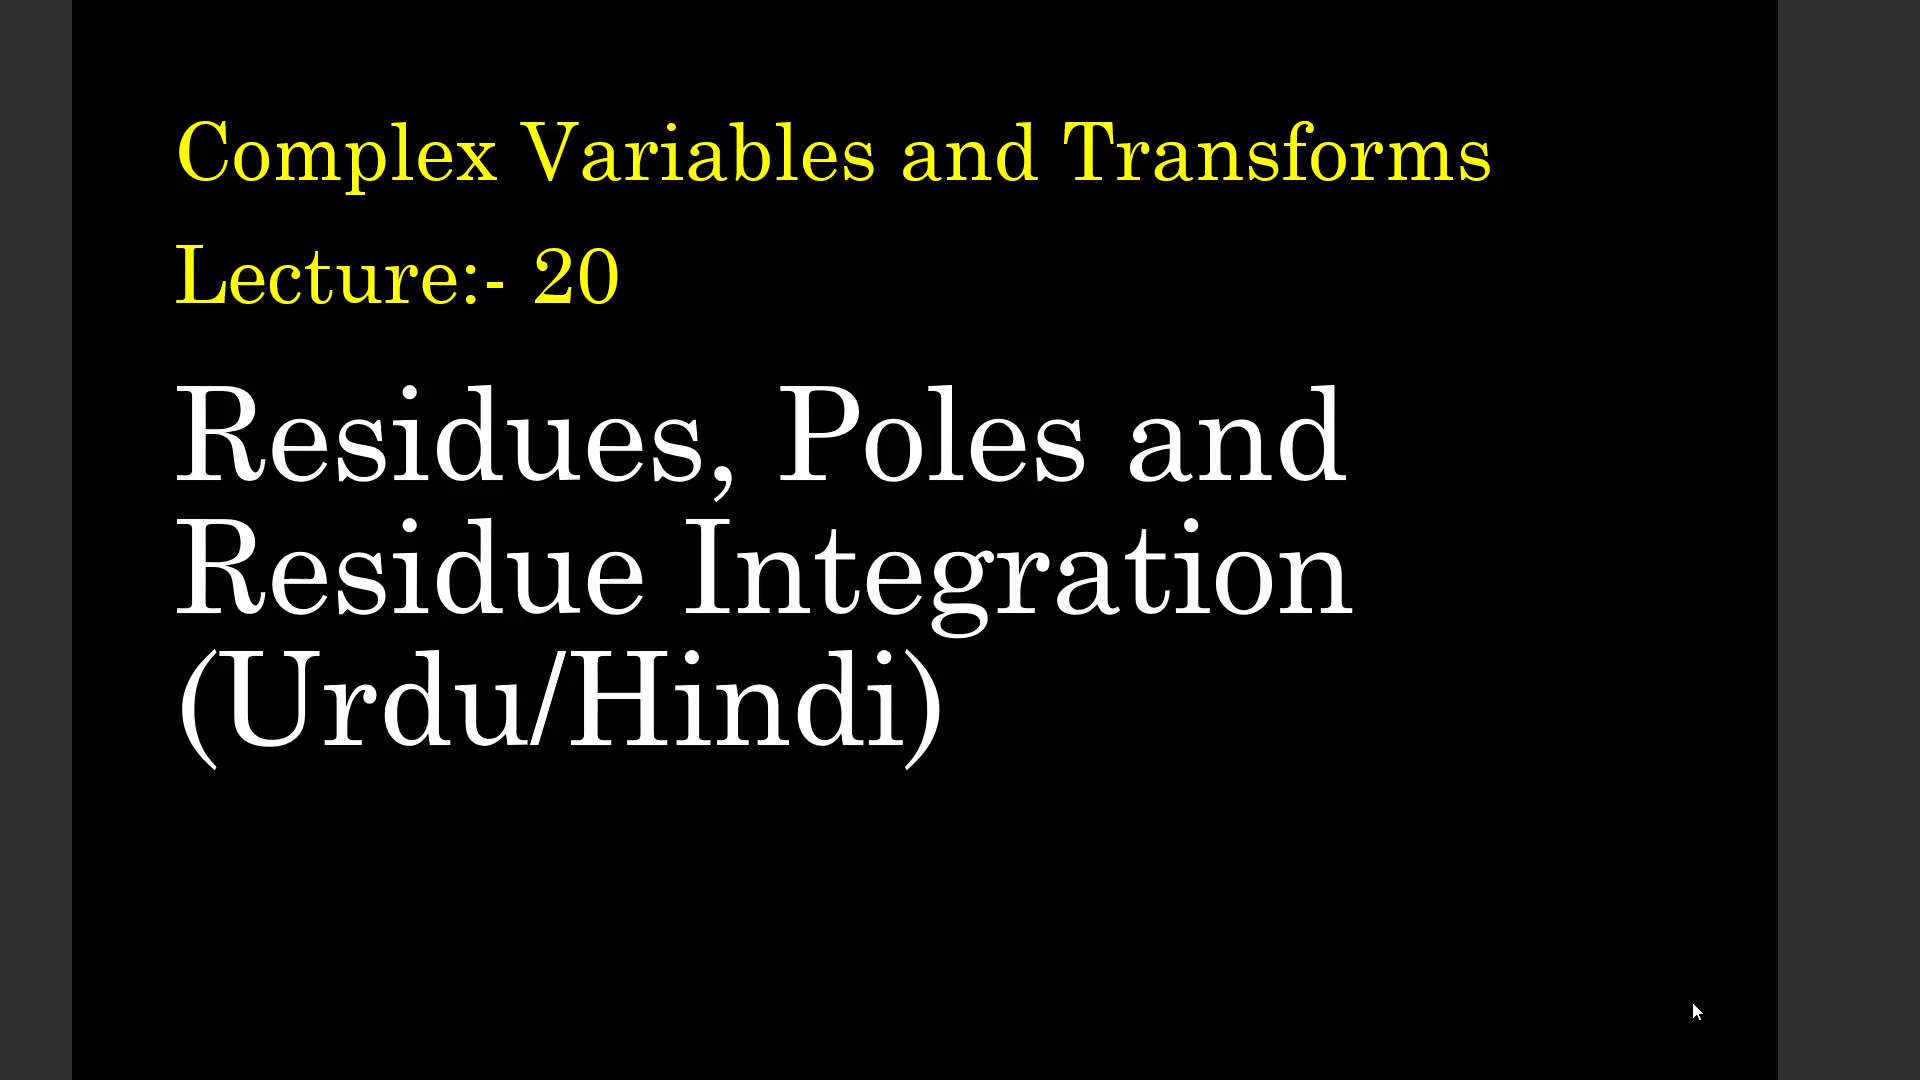 Complex Variables and Transforms
Lecture:- 20
Residues, Poles and
Residue Integration
(Urdu/Hindi)